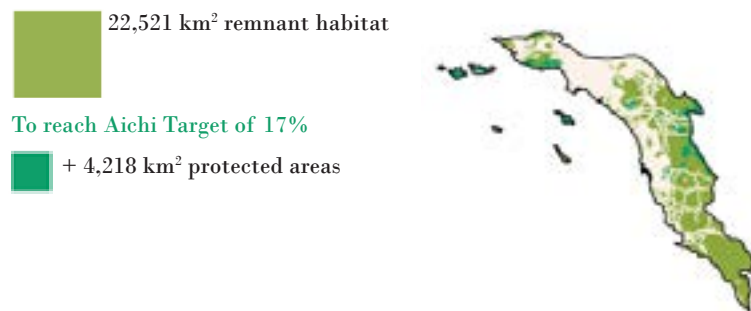 22,521 km² remnant habitat
To reach Aichi Target of 17%
+ 4,218 km² protected areas